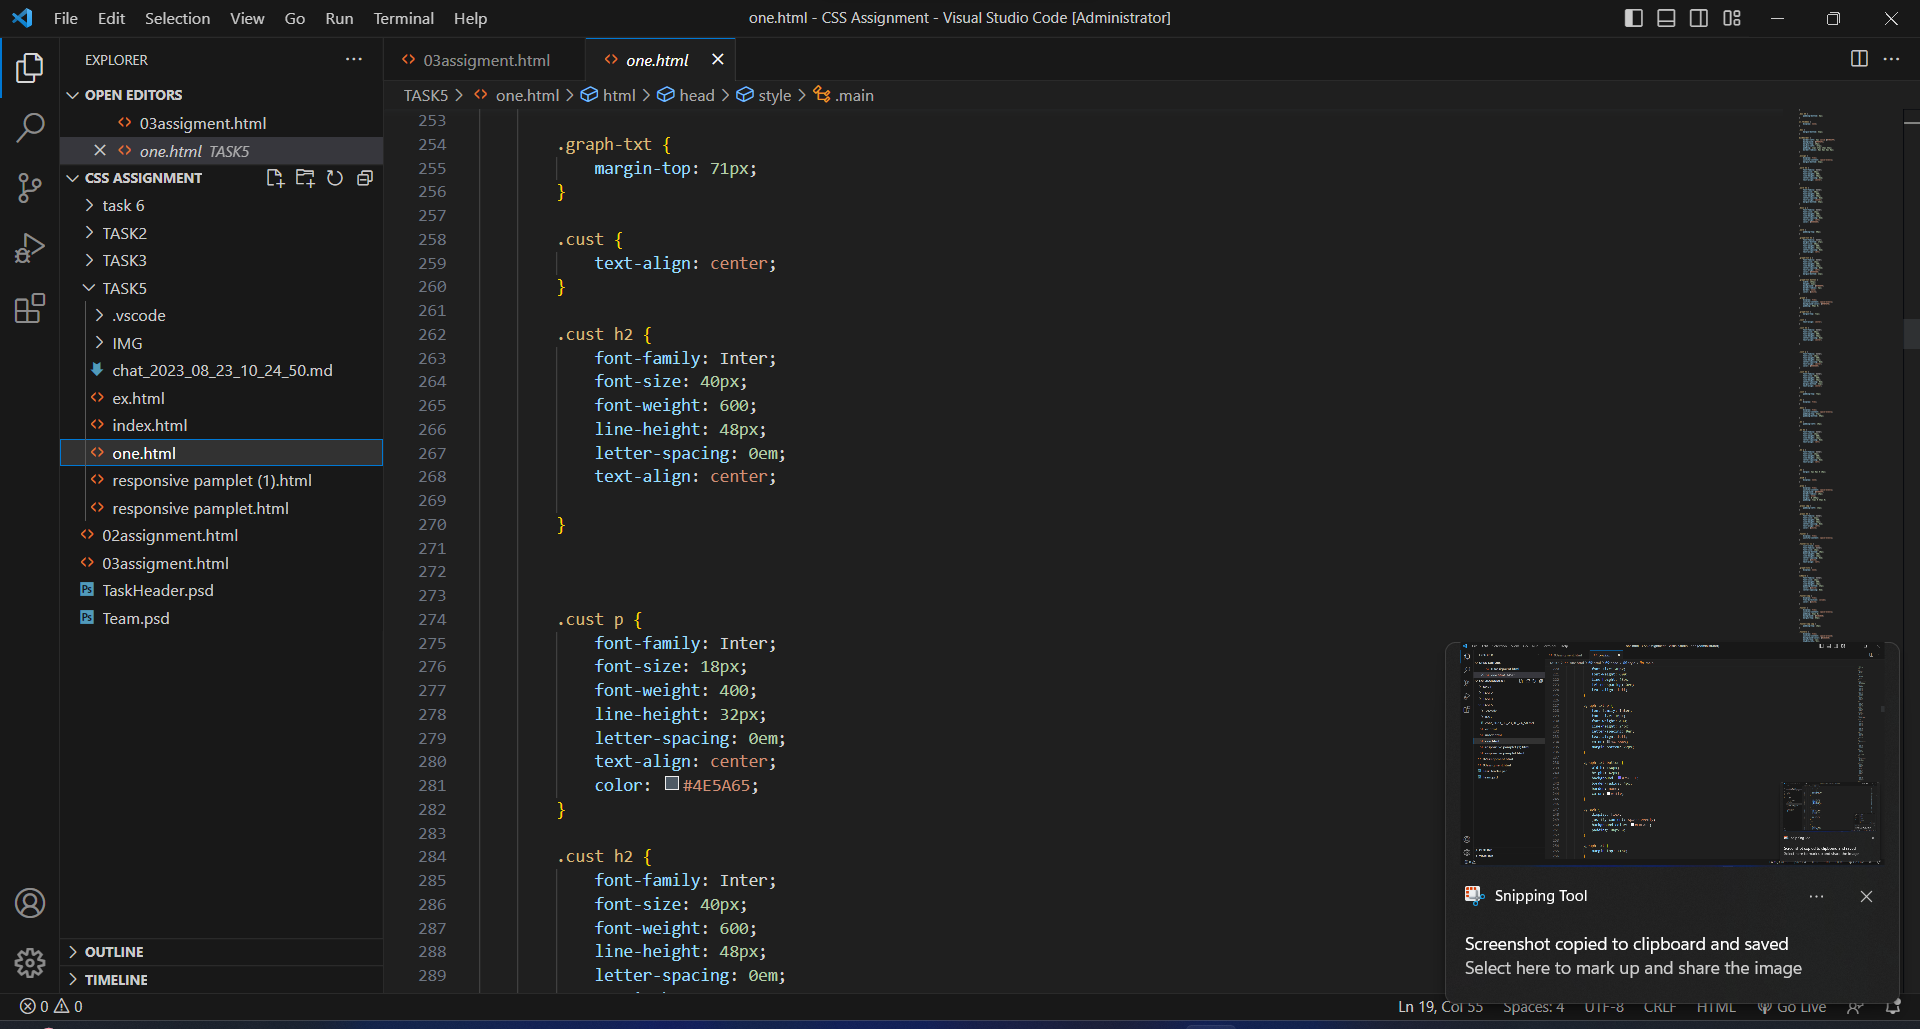 File Edit Selection View Go Run Terminal Help
one.html - CSS Assignment - Visual Studio Code [Administrator]
EXPLORER
OPEN EDITORS
03assigment.html
one.html TASK5
CSS ASSIGNMENT
task 6
TASK2
TASK3
TASK5
.vscode
IMG
chat_2023_08_23_10_24_50.md
ex.html
index.html
one.html
responsive pamplet (1).html
responsive pamplet.html
02assignment.html
03assigment.html
TaskHeader.psd
Team.psd
OUTLINE
TIMELINE
03assigment.html one.html
TASK5 > one.html > html > head > style > .main
253
254 .graph-txt {
255 margin-top: 71px;
256 }
257
258 .cust {
259 text-align: center;
260 }
261
262 .cust h2 {
263 font-family: Inter;
264 font-size: 40px;
265 font-weight: 600;
266 line-height: 48px;
267 letter-spacing: 0em;
268 text-align: center;
269
270 }
271
272
273
274 .cust p {
275 font-family: Inter;
276 font-size: 18px;
277 font-weight: 400;
278 line-height: 32px;
279 letter-spacing: 0em;
280 text-align: center;
281 color: #4E5A65;
282 }
283
284 .cust h2 {
285 font-family: Inter;
286 font-size: 40px;
287 font-weight: 600;
288 line-height: 48px;
289 letter-spacing: 0em;
Snipping Tool
Screenshot copied to clipboard and saved
Select here to mark up and share the image
0 0
Ln 19, Col 55 Spaces: 4 UTF-8 CRLF HTML Go Live